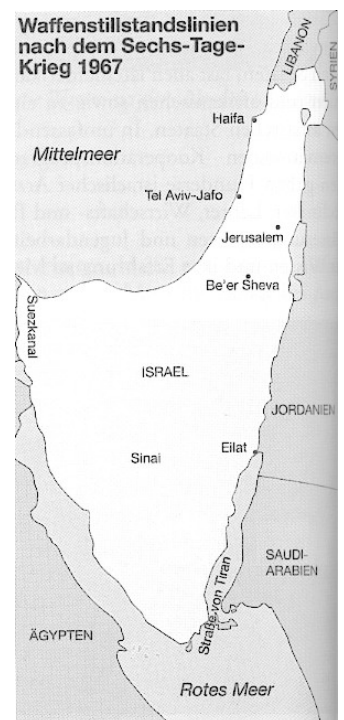 Waffenstillstandslinien
nach dem Sechs-Tage-
Krieg 1967
LIBANON
SYRIEN
Haifa
Mittelmeer
Tel Aviv-Jafo
Jerusalem
Be'er Sheva
Suezkanal
ISRAEL
JORDANIEN
Eilat
Sinai
SAUDI-
ARABIEN
Straße von Tiran
ÄGYPTEN
Rotes Meer